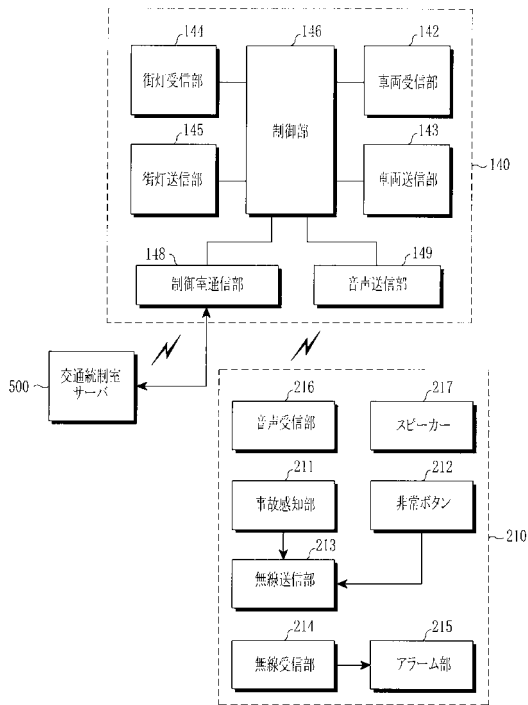 144
146
142
街灯受信部
制御部
車両受信部
145
143
街灯送信部
車両送信部
140
148
149
制御室通信部
音声送信部
500
交通統制室
サーバ
216
217
音声受信部
スピーカー
211
212
事故感知部
非常ボタン
213
210
無線送信部
214
215
無線受信部
アラーム部